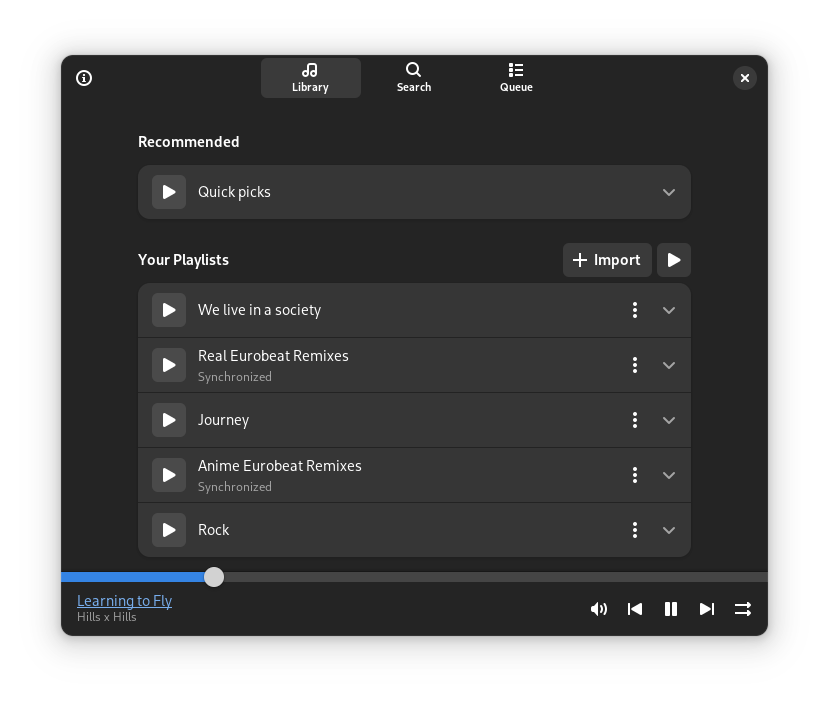 Library
Search
Queue
Recommended
Quick picks
Your Playlists
Import
We live in a society
Real Eurobeat Remixes
Synchronized
Journey
Anime Eurobeat Remixes
Synchronized
Rock
Learning to Fly
Hills x Hills